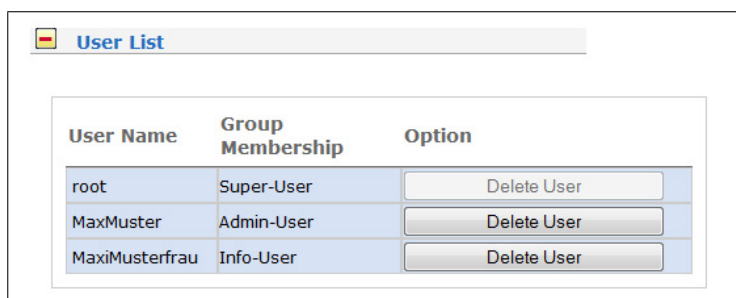 User List
User Name Group Membership Option
root Super-User Delete User
MaxMuster Admin-User Delete User
MaxiMusterfrau Info-User Delete User